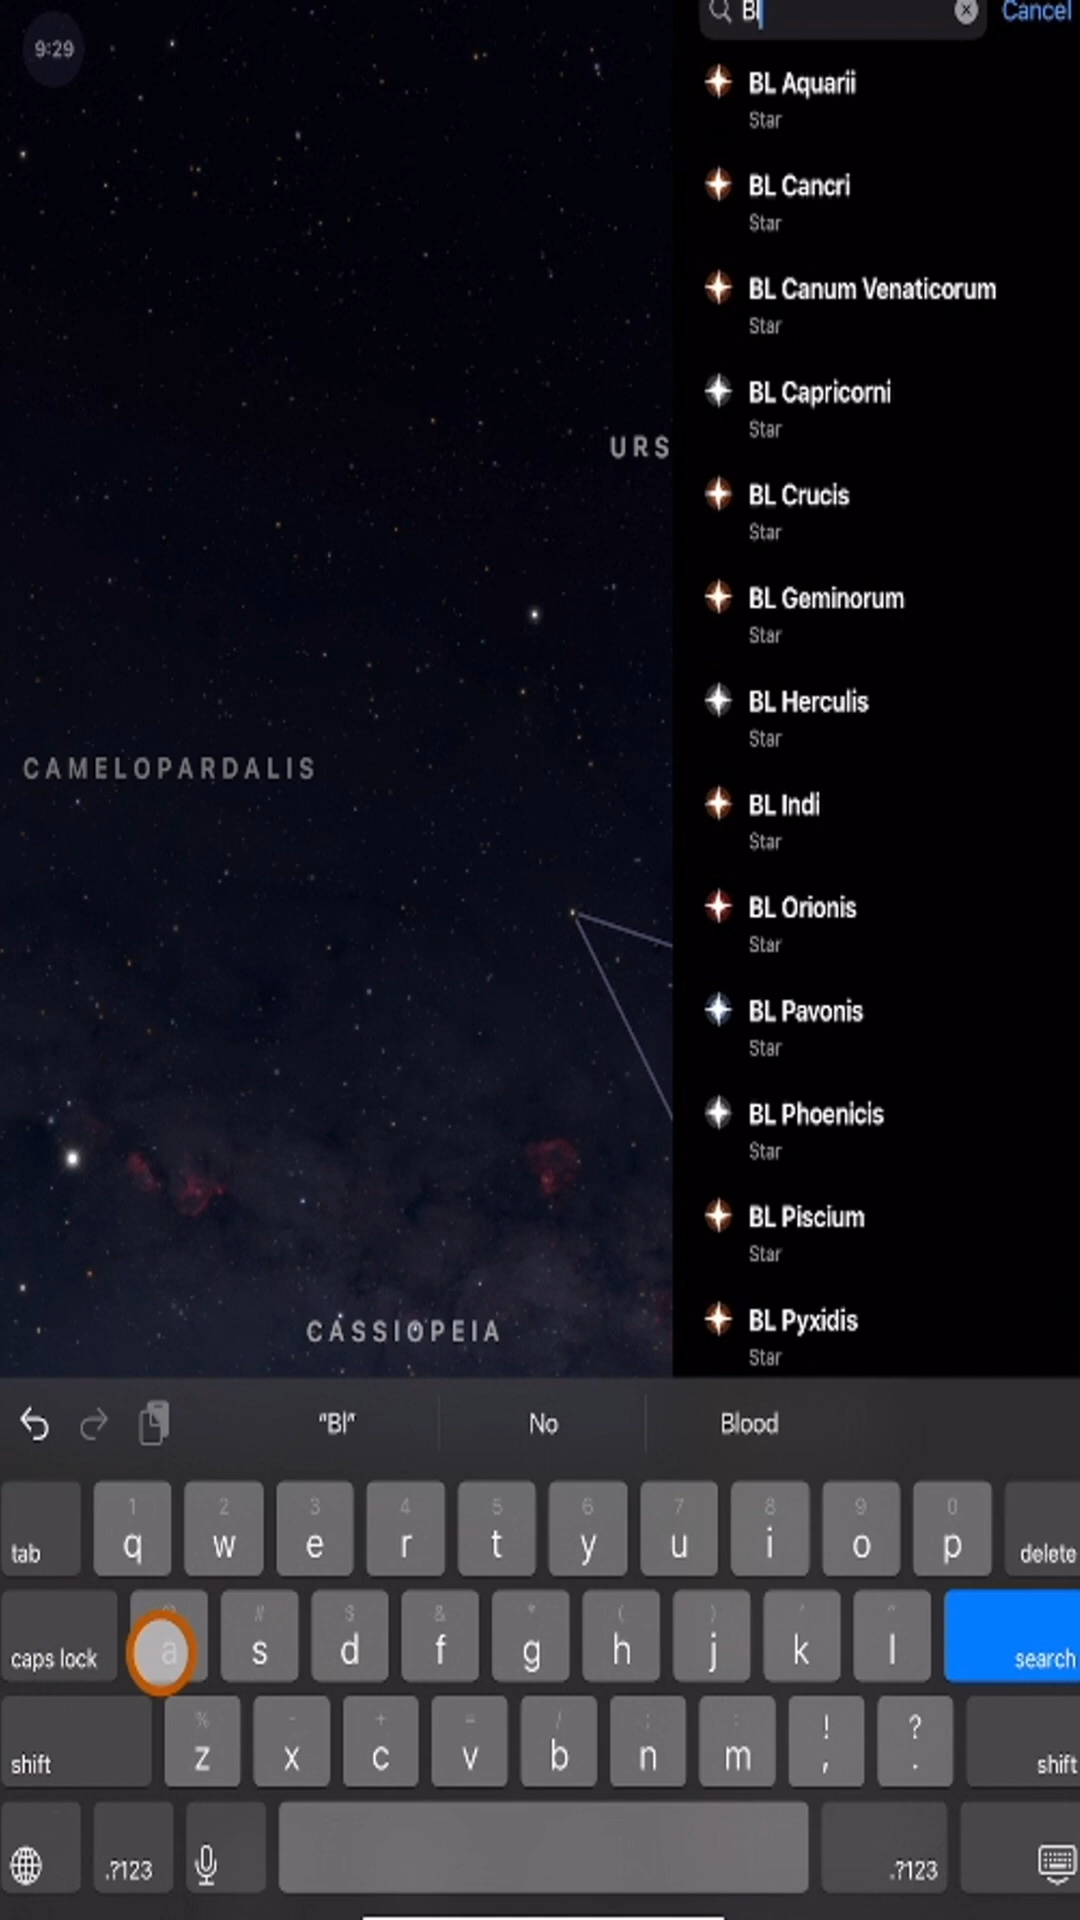 9:29
Bl
Cancel
BL Aquarii
Star
BL Cancri
Star
BL Canum Venaticorum
Star
BL Capricorni
Star
URS
BL Crucis
Star
BL Geminorum
Star
BL Herculis
Star
CAMELOPARDALIS
BL Indi
Star
BL Orionis
Star
BL Pavonis
Star
BL Phoenicis
Star
BL Piscium
Star
CASSIOPEIA
BL Pyxidis
Star
"Bl" No Blood
1 2 3 4 5 6 7 8 9 0
tab q w e r t y u i o p delete
# $ & * ( ) ' "
caps lock a s d f g h j k l search
% - + = / ; : ! ?
shift z x c v b n m , . shift
.?123 .?123